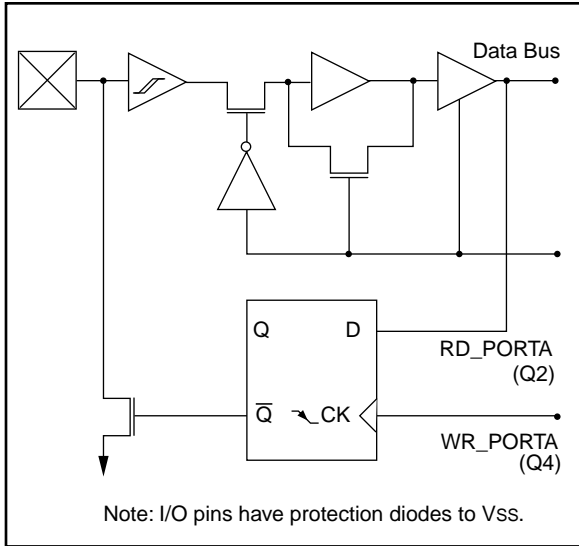 Data Bus
Q D
RD_PORTA
(Q2)
Q̅ CK
WR_PORTA
(Q4)
Note: I/O pins have protection diodes to VSS.